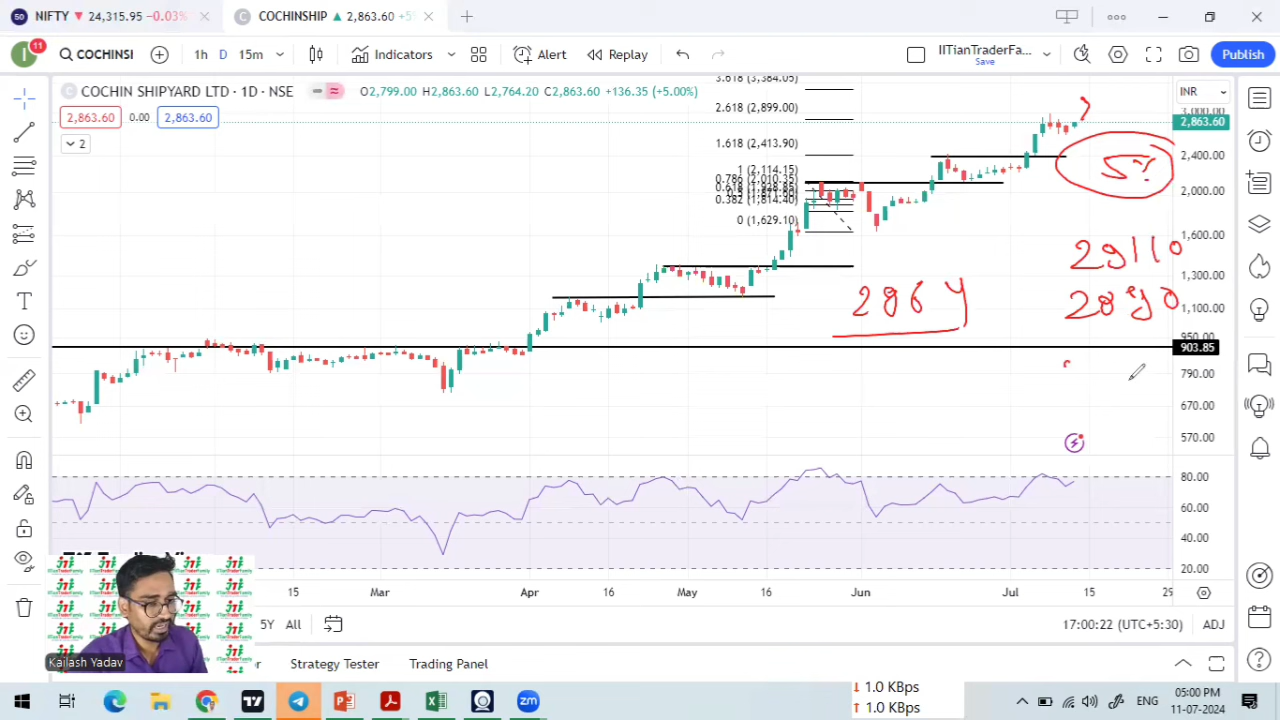 NIFTY ▼ 24,315.95 −0.03%
COCHINSHIP ▲ 2,863.60 +5
11
COCHINSI
1h D 15m
Indicators
Alert
Replay
IITianTraderFa...
Save
Publish
COCHIN SHIPYARD LTD · 1D · NSE
O2,799.00 H2,863.60 L2,764.20 C2,863.60 +136.35 (+5.00%)
INR
2,863.60 0.00 2,863.60
2
3.618 (3,384.05)
2.618 (2,899.00)
1.618 (2,413.90)
1 (2,114.15)
0.786 (2,010.35)
0.382 (1,814.40)
0 (1,629.10)
3,000.00
2,863.60
2,400.00
2,000.00
1,600.00
1,300.00
1,100.00
950.00
903.85
790.00
670.00
570.00
80.00
60.00
40.00
20.00
2864
15 Mar Apr 16 May 16 Jun Jul 15 29
5Y All
17:00:22 (UTC+5:30) ADJ
Kailash Yadav
Strategy Tester Trading Panel
↓ 1.0 KBps
↑ 1.0 KBps
ENG
05:00 PM
11-07-2024